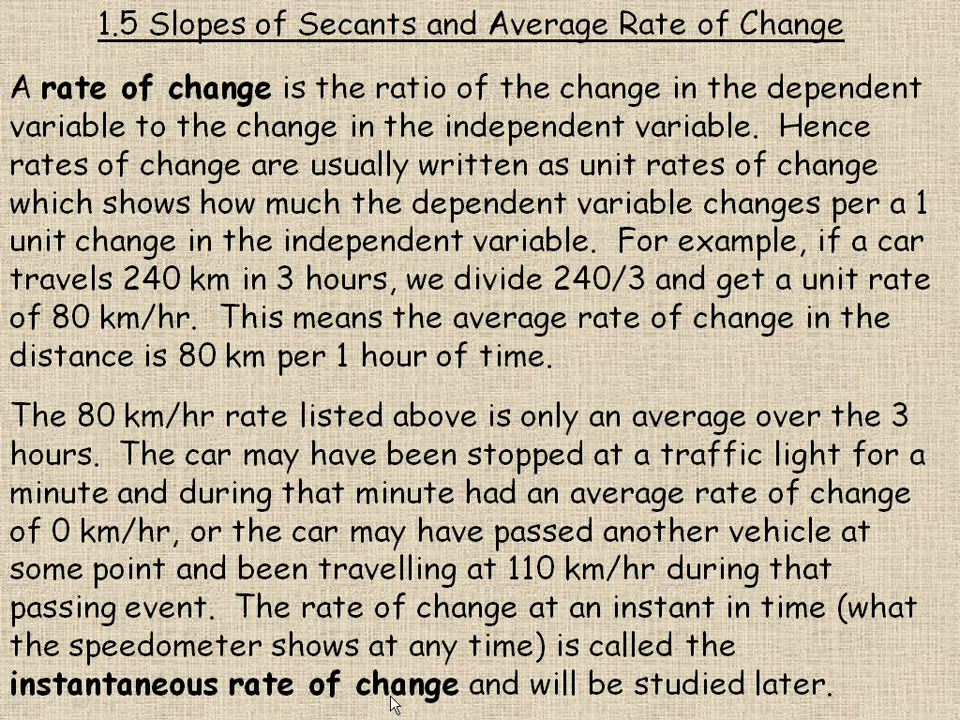 1.5 Slopes of Secants and Average Rate of Change
A rate of change is the ratio of the change in the dependent
variable to the change in the independent variable.  Hence
rates of change are usually written as unit rates of change
which shows how much the dependent variable changes per a 1
unit change in the independent variable.  For example, if a car
travels 240 km in 3 hours, we divide 240/3 and get a unit rate
of 80 km/hr.  This means the average rate of change in the
distance is 80 km per 1 hour of time.
The 80 km/hr rate listed above is only an average over the 3
hours.  The car may have been stopped at a traffic light for a
minute and during that minute had an average rate of change
of 0 km/hr, or the car may have passed another vehicle at
some point and been travelling at 110 km/hr during that
passing event.  The rate of change at an instant in time (what
the speedometer shows at any time) is called the
instantaneous rate of change and will be studied later.